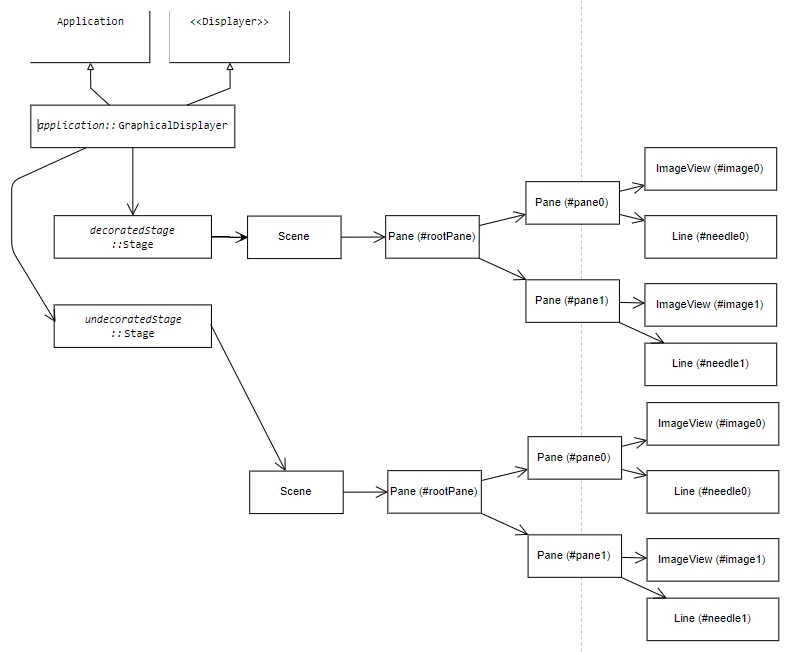 Application
<<Displayer>>
application::GraphicalDisplayer
decoratedStage
::Stage
Scene
Pane (#rootPane)
Pane (#pane0)
ImageView (#image0)
Line (#needle0)
Pane (#pane1)
ImageView (#image1)
Line (#needle1)
undecoratedStage
::Stage
Scene
Pane (#rootPane)
Pane (#pane0)
ImageView (#image0)
Line (#needle0)
Pane (#pane1)
ImageView (#image1)
Line (#needle1)